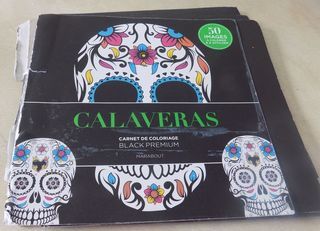 50
IMAGES
CALAVERAS
CARNET DE COLORIAGE
BLACK PREMIUM
MARABOUT